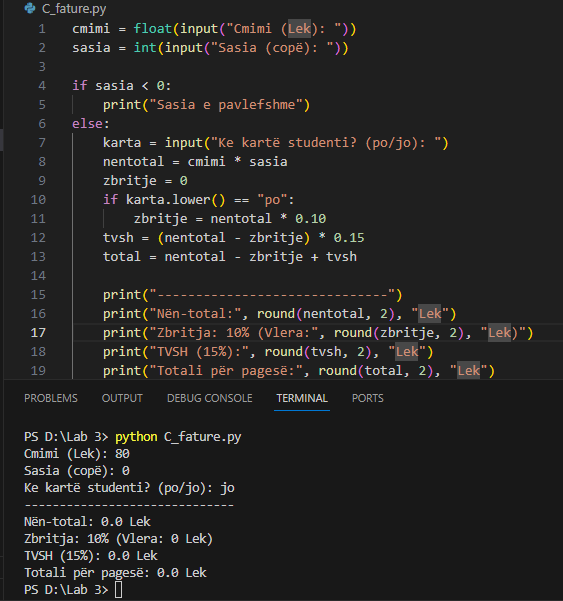 C_fature.py
1 cmimi = float(input("Cmimi (Lek): "))
2 sasia = int(input("Sasia (copë): "))
3
4 if sasia < 0:
5     print("Sasia e pavlefshme")
6 else:
7     karta = input("Ke kartë studenti? (po/jo): ")
8     nentotal = cmimi * sasia
9     zbritje = 0
10     if karta.lower() == "po":
11         zbritje = nentotal * 0.10
12     tvsh = (nentotal - zbritje) * 0.15
13     total = nentotal - zbritje + tvsh
14
15     print("------------------------------")
16     print("Nën-total:", round(nentotal, 2), "Lek")
17     print("Zbritja: 10% (Vlera:", round(zbritje, 2), "Lek)")
18     print("TVSH (15%):", round(tvsh, 2), "Lek")
19     print("Totali për pagesë:", round(total, 2), "Lek")
PROBLEMS OUTPUT DEBUG CONSOLE TERMINAL PORTS
PS D:\Lab 3> python C_fature.py
Cmimi (Lek): 80
Sasia (copë): 0
Ke kartë studenti? (po/jo): jo
------------------------------
Nën-total: 0.0 Lek
Zbritja: 10% (Vlera: 0 Lek)
TVSH (15%): 0.0 Lek
Totali për pagesë: 0.0 Lek
PS D:\Lab 3>